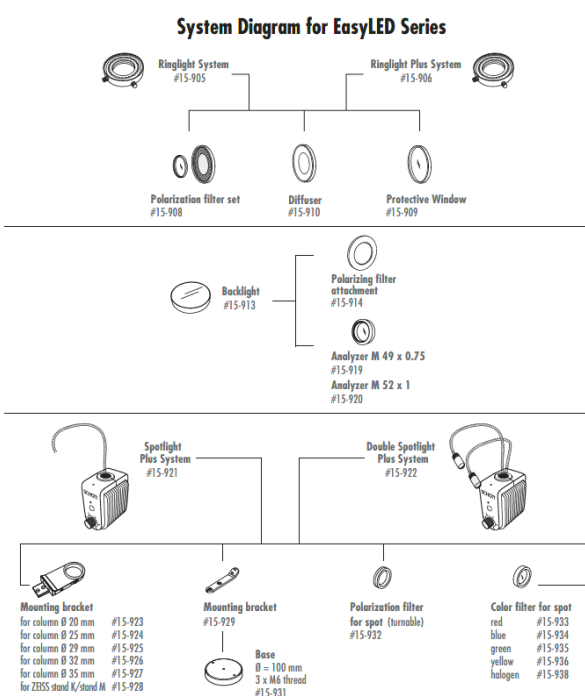 System Diagram for EasyLED Series
Ringlight System
#15-905
Ringlight Plus System
#15-906
Polarization filter set
#15-908
Diffuser
#15-910
Protective Window
#15-909
Backlight
#15-913
Polarizing filter
attachment
#15-914
Analyzer M 49 x 0.75
#15-919
Analyzer M 52 x 1
#15-920
Spotlight
Plus System
#15-921
Double Spotlight
Plus System
#15-922
SCHOTT
SCHOTT
Mounting bracket
for column Ø 20 mm #15-923
for column Ø 25 mm #15-924
for column Ø 29 mm #15-925
for column Ø 32 mm #15-926
for column Ø 35 mm #15-927
for ZEISS stand K/stand M #15-928
Mounting bracket
#15-929
Base
Ø = 100 mm
3 x M6 thread
#15-931
Polarization filter
for spot (turnable)
#15-932
Color filter for spot
red #15-933
blue #15-934
green #15-935
yellow #15-936
halogen #15-938